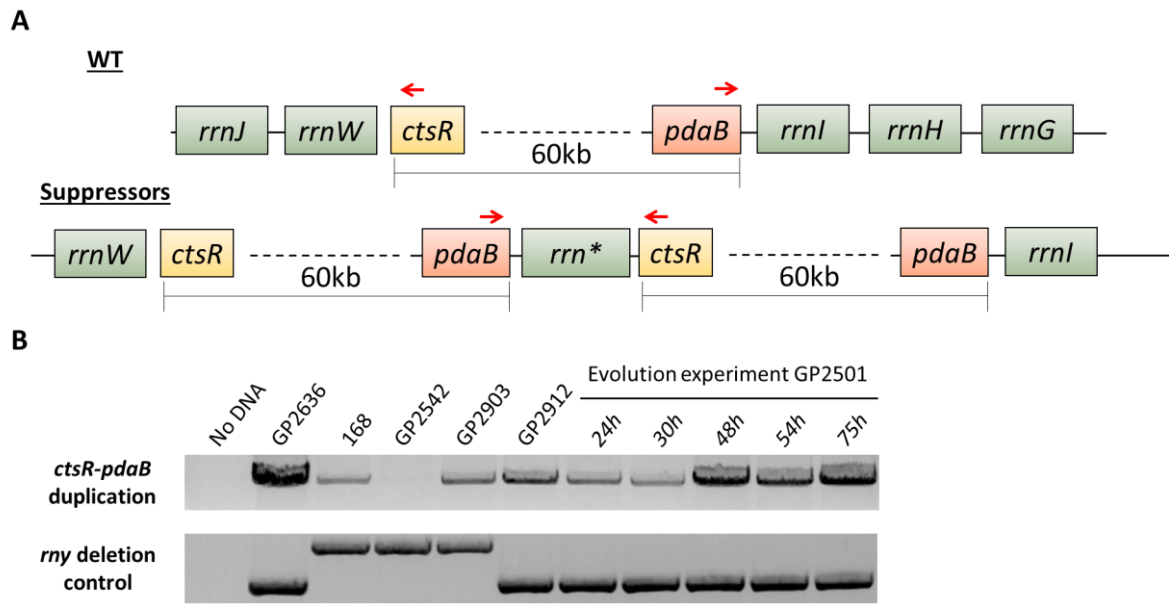 A
WT
rrnJ rrnW ctsR pdaB rrnI rrnH rrnG
60kb
Suppressors
rrnW ctsR pdaB rrn* ctsR pdaB rrnI
60kb 60kb
B
No DNA GP2636 168 GP2542 GP2903 GP2912 Evolution experiment GP2501
24h 30h 48h 54h 75h
ctsR-pdaB
duplication
rny deletion
control